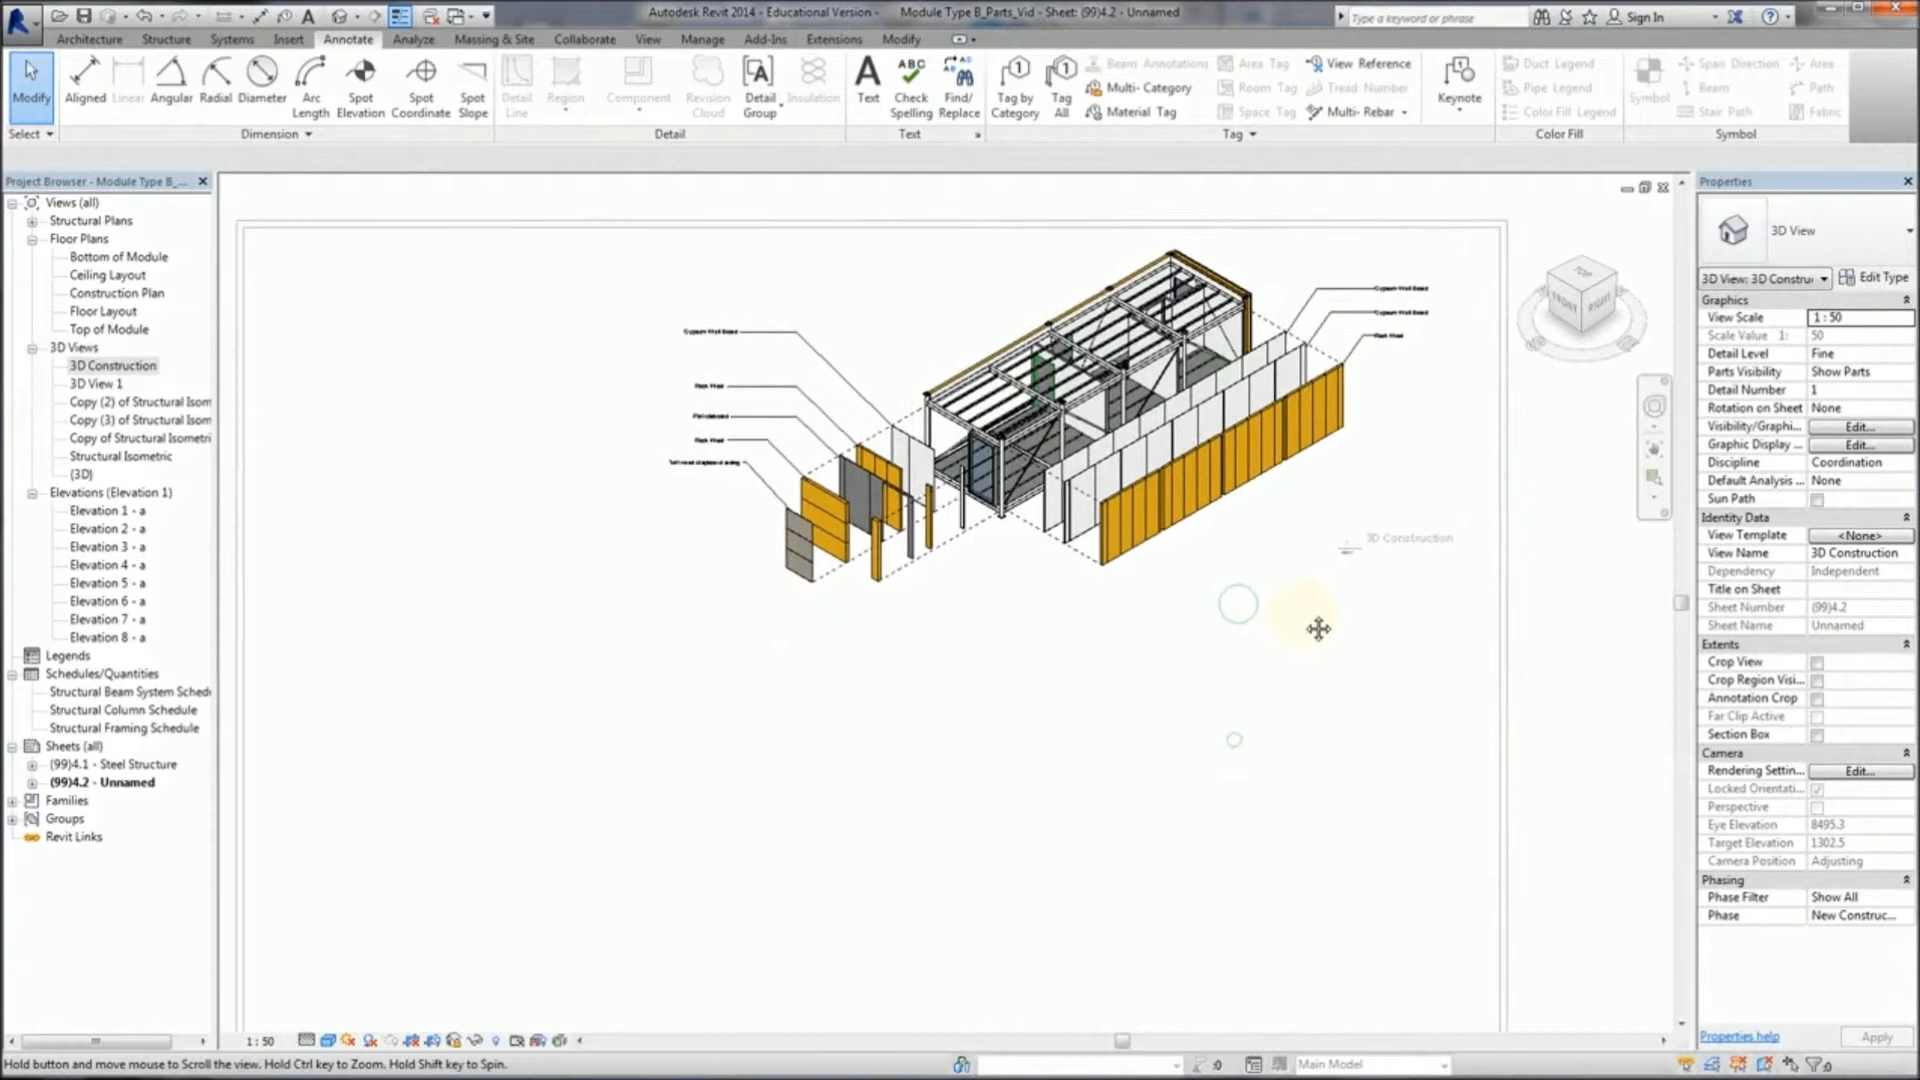 Autodesk Revit 2014 - Educational Version - Module Type B_Parts_Vid - Sheet: (99)4.2 - Unnamed
Type a keyword or phrase
Sign In
Architecture Structure Systems Insert Annotate Analyze Massing & Site Collaborate View Manage Add-Ins Extensions Modify
Modify
Aligned Linear Angular Radial Diameter Arc Length Spot Elevation Spot Coordinate Spot Slope
Detail Line Region Component Revision Cloud Detail Group Insulation
Text Check Spelling Find/ Replace
Tag by Category Tag All
Beam Annotations Area Tag View Reference
Multi-Category Room Tag Tread Number
Material Tag Space Tag Multi- Rebar
Keynote
Duct Legend
Pipe Legend
Color Fill Legend
Symbol
Span Direction Area
Beam Path
Stair Path Fabric
Select Dimension Detail Text Tag Color Fill Symbol
Project Browser - Module Type B_...
Views (all)
Structural Plans
Floor Plans
Bottom of Module
Ceiling Layout
Construction Plan
Floor Layout
Top of Module
3D Views
3D Construction
3D View 1
Copy (2) of Structural Isom
Copy (3) of Structural Isom
Copy of Structural Isometri
Structural Isometric
(3D)
Elevations (Elevation 1)
Elevation 1 - a
Elevation 2 - a
Elevation 3 - a
Elevation 4 - a
Elevation 5 - a
Elevation 6 - a
Elevation 7 - a
Elevation 8 - a
Legends
Schedules/Quantities
Structural Beam System Schedu
Structural Column Schedule
Structural Framing Schedule
Sheets (all)
(99)4.1 - Steel Structure
(99)4.2 - Unnamed
Families
Groups
Revit Links
Gypsum Wall Board
Gypsum Wall Board
Gypsum Wall Board
3D Construction
TOP
FRONT
RIGHT
Properties
3D View
3D View: 3D Construc
Edit Type
Graphics
View Scale 1 : 50
Scale Value 1: 50
Detail Level Fine
Parts Visibility Show Parts
Detail Number 1
Rotation on Sheet None
Visibility/Graphi... Edit...
Graphic Display ... Edit...
Discipline Coordination
Default Analysis ... None
Sun Path
Identity Data
View Template <None>
View Name 3D Construction
Dependency Independent
Title on Sheet
Sheet Number (99)4.2
Sheet Name Unnamed
Extents
Crop View
Crop Region Visi...
Annotation Crop
Far Clip Active
Section Box
Camera
Rendering Settin... Edit...
Locked Orientati...
Perspective
Eye Elevation 8495.3
Target Elevation 1302.5
Camera Position Adjusting
Phasing
Phase Filter Show All
Phase New Construc...
Properties help
Apply
1 : 50
Hold button and move mouse to Scroll the view. Hold Ctrl key to Zoom. Hold Shift key to Spin.
:0
Main Model
:0